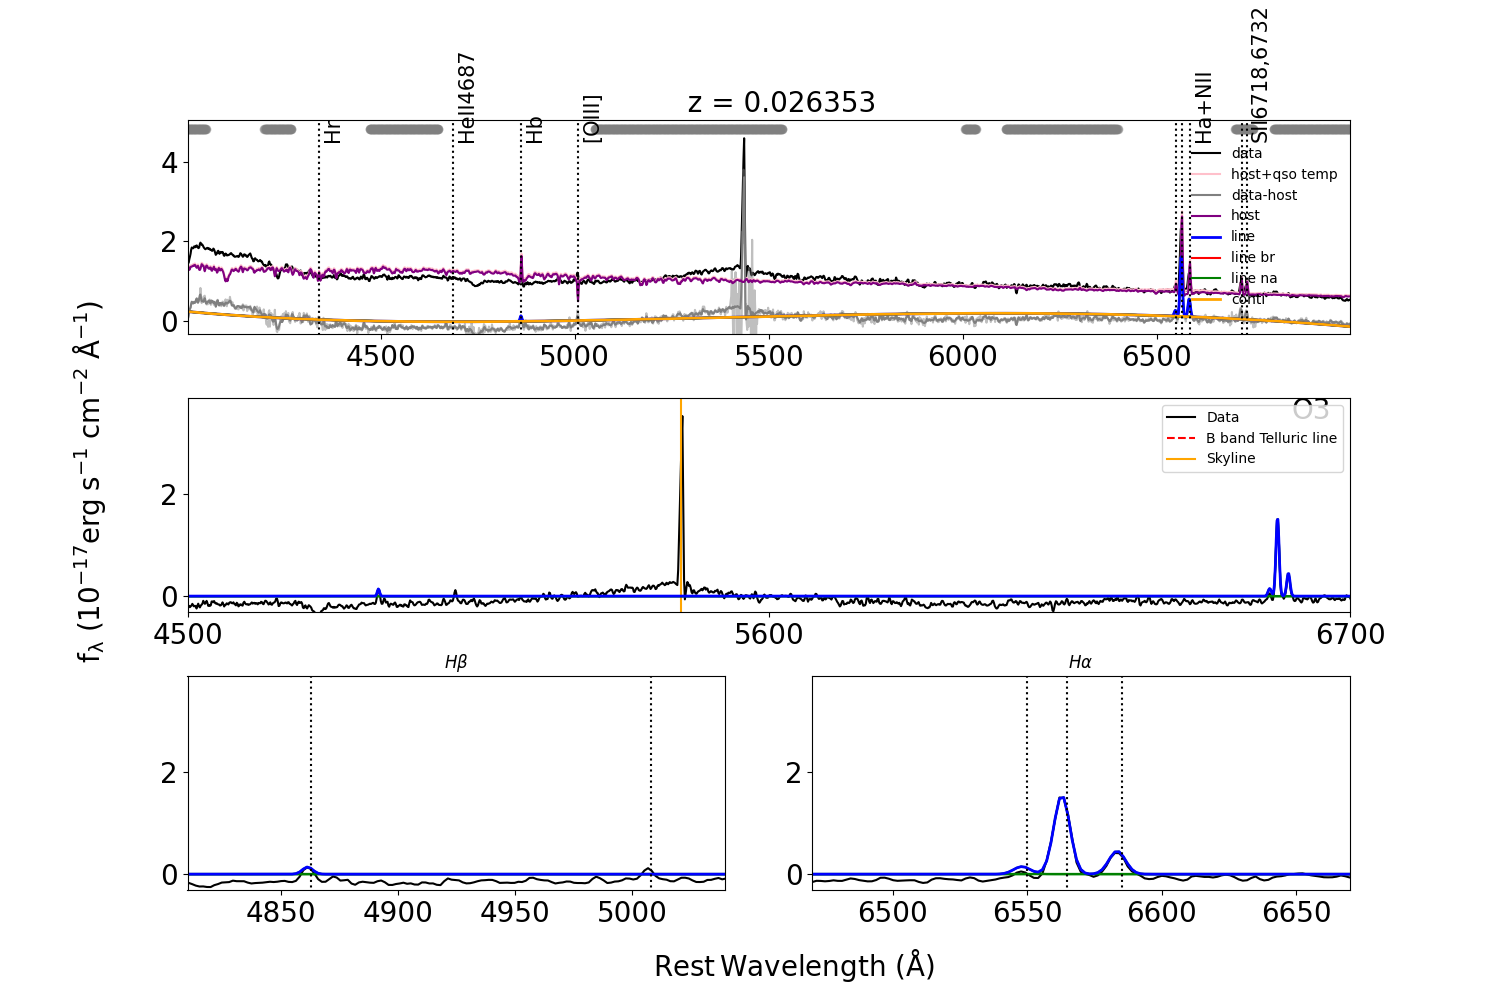 z = 0.026353
Hr
HeII4687
Hb
[OIII]
Ha+NII
SII6718,6732
4
2
0
data
host+qso temp
data-host
host
line
line br
line na
conti
4500 5000 5500 6000 6500
fλ (10−17erg s−1 cm−2 Å−1)
O3
2
0
Data
B band Telluric line
Skyline
4500 5600 6700
Hβ
2
0
4850 4900 4950 5000
Hα
2
0
6500 6550 6600 6650
Rest Wavelength (Å)